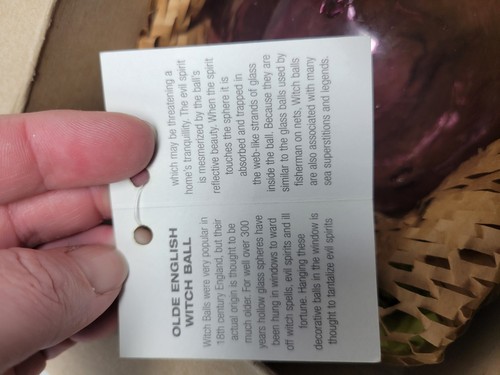 OLDE ENGLISH
WITCH BALL
Witch Balls were very popular in
18th century England, but their
actual origin is thought to be
much older. For well over 300
years hollow glass spheres have
been hung in windows to ward
off witch spells, evil spirits and ill
fortune. Hanging these
decorative balls in the window is
thought to tantalize evil spirits
which may be threatening a
home's tranquility. The evil spirit
is mesmerized by the ball's
reflective beauty. When the spirit
touches the sphere it is
absorbed and trapped in
the web-like strands of glass
inside the ball. Because they are
similar to the glass balls used by
fisherman on nets, Witch balls
are also associated with many
sea superstitions and legends.